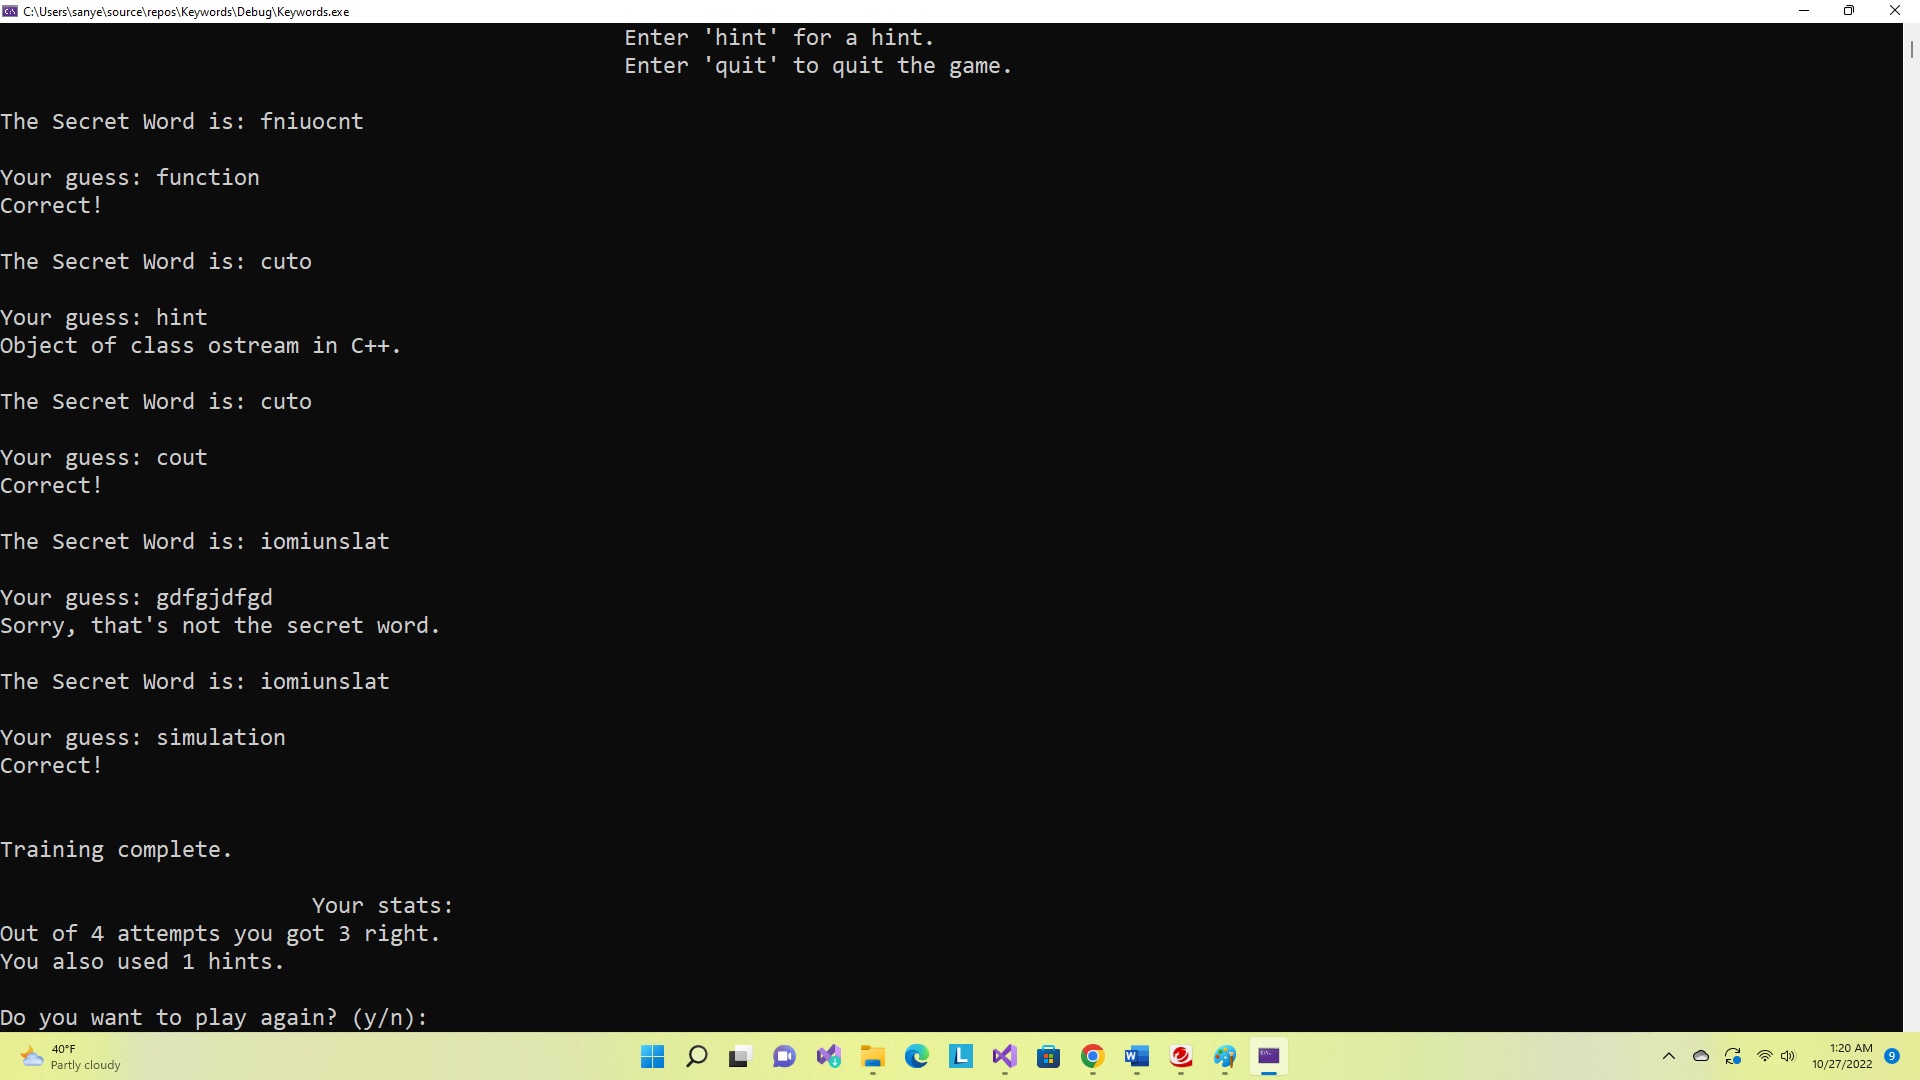 C:\Users\sanye\source\repos\Keywords\Debug\Keywords.exe
Enter 'hint' for a hint.
Enter 'quit' to quit the game.
The Secret Word is: fniuocnt
Your guess: function
Correct!
The Secret Word is: cuto
Your guess: hint
Object of class ostream in C++.
The Secret Word is: cuto
Your guess: cout
Correct!
The Secret Word is: iomiunslat
Your guess: gdfgjdfgd
Sorry, that's not the secret word.
The Secret Word is: iomiunslat
Your guess: simulation
Correct!
Training complete.
Your stats:
Out of 4 attempts you got 3 right.
You also used 1 hints.
Do you want to play again? (y/n):
40°F
Partly cloudy
L
W
1:20 AM
10/27/2022
9